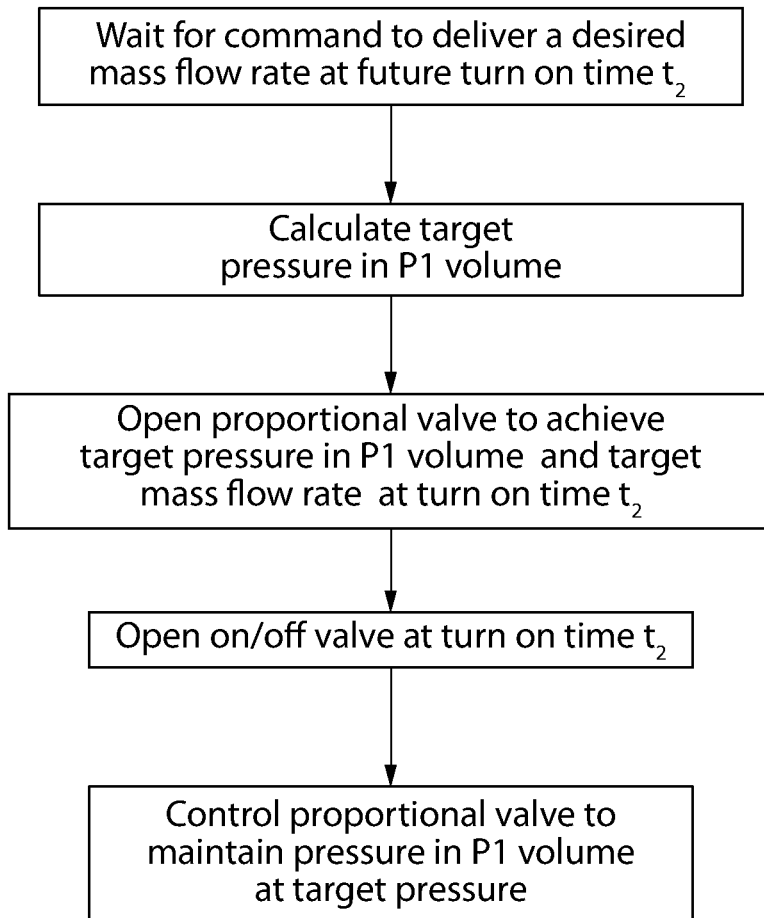 Wait for command to deliver a desired
mass flow rate at future turn on time t₂
Calculate target
pressure in P1 volume
Open proportional valve to achieve
target pressure in P1 volume and target
mass flow rate at turn on time t₂
Open on/off valve at turn on time t₂
Control proportional valve to
maintain pressure in P1 volume
at target pressure